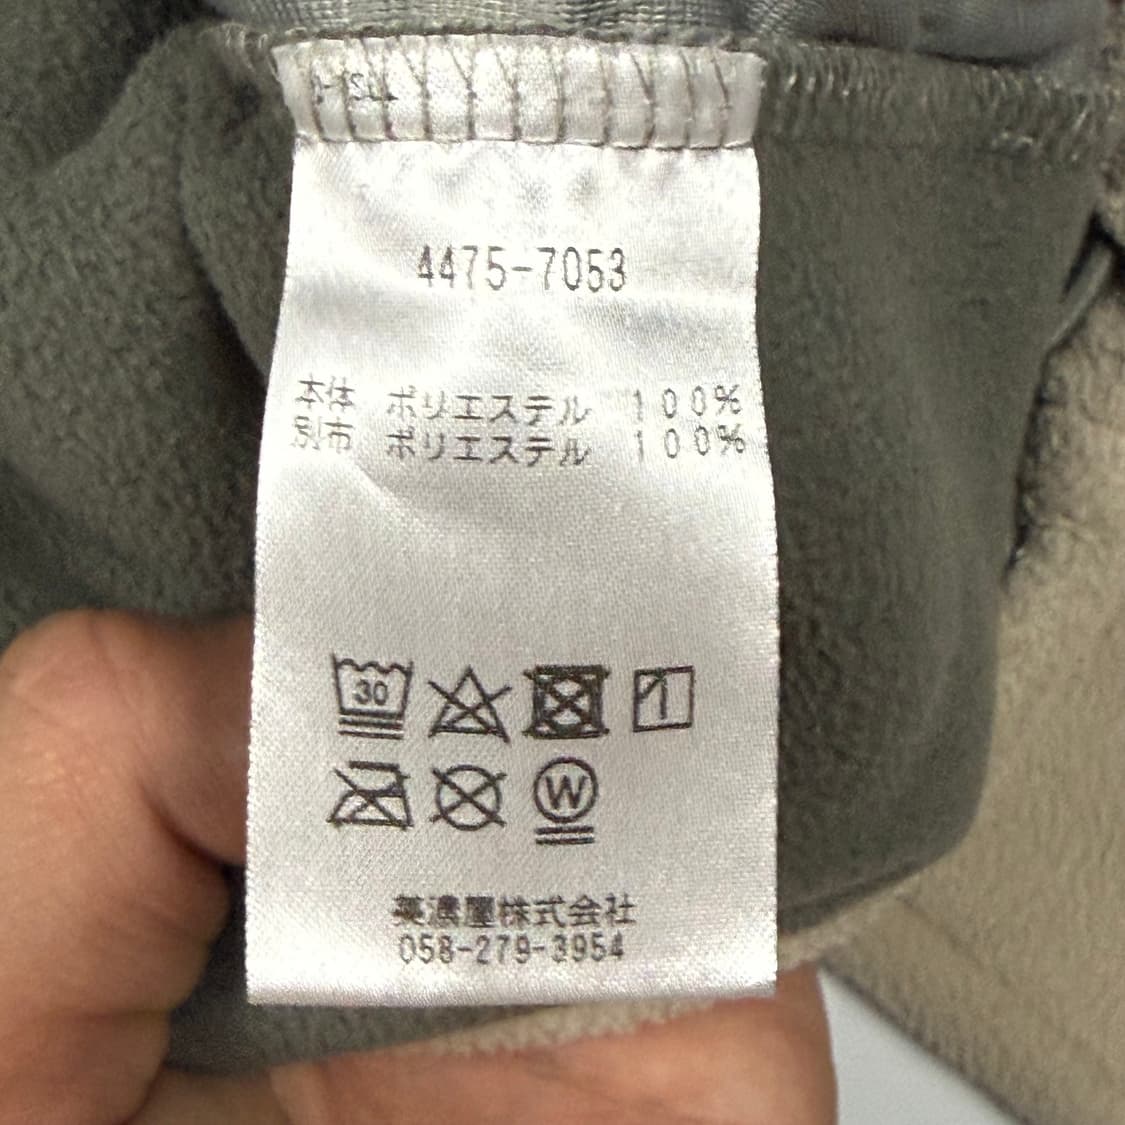 4475-7053
本体 ポリエステル 100%
別布 ポリエステル 100%
30
W
美濃屋株式会社
058-279-3954